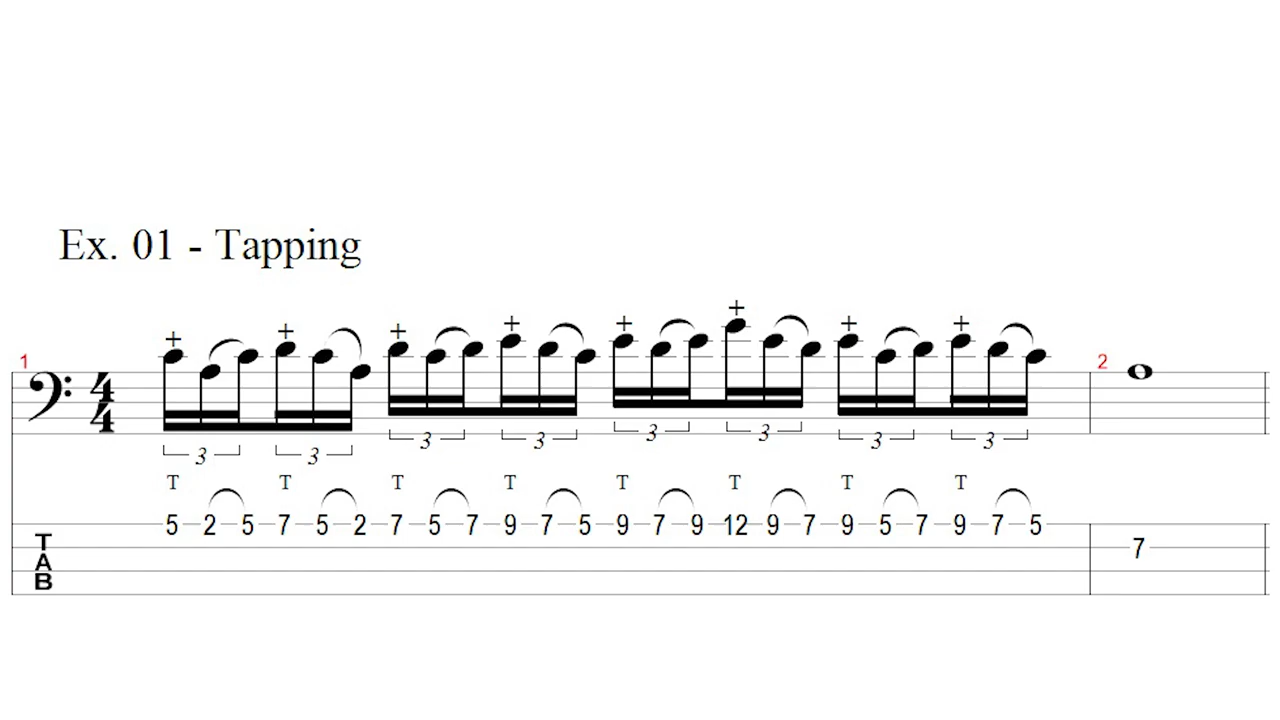 Ex. 01 - Tapping
1 2
4
4
3 3 3 3 3 3 3 3
T T T T T T T T
5 2 5 7 5 2 7 5 7 9 7 5 9 7 9 12 9 7 9 5 7 9 7 5
7
T
A
B